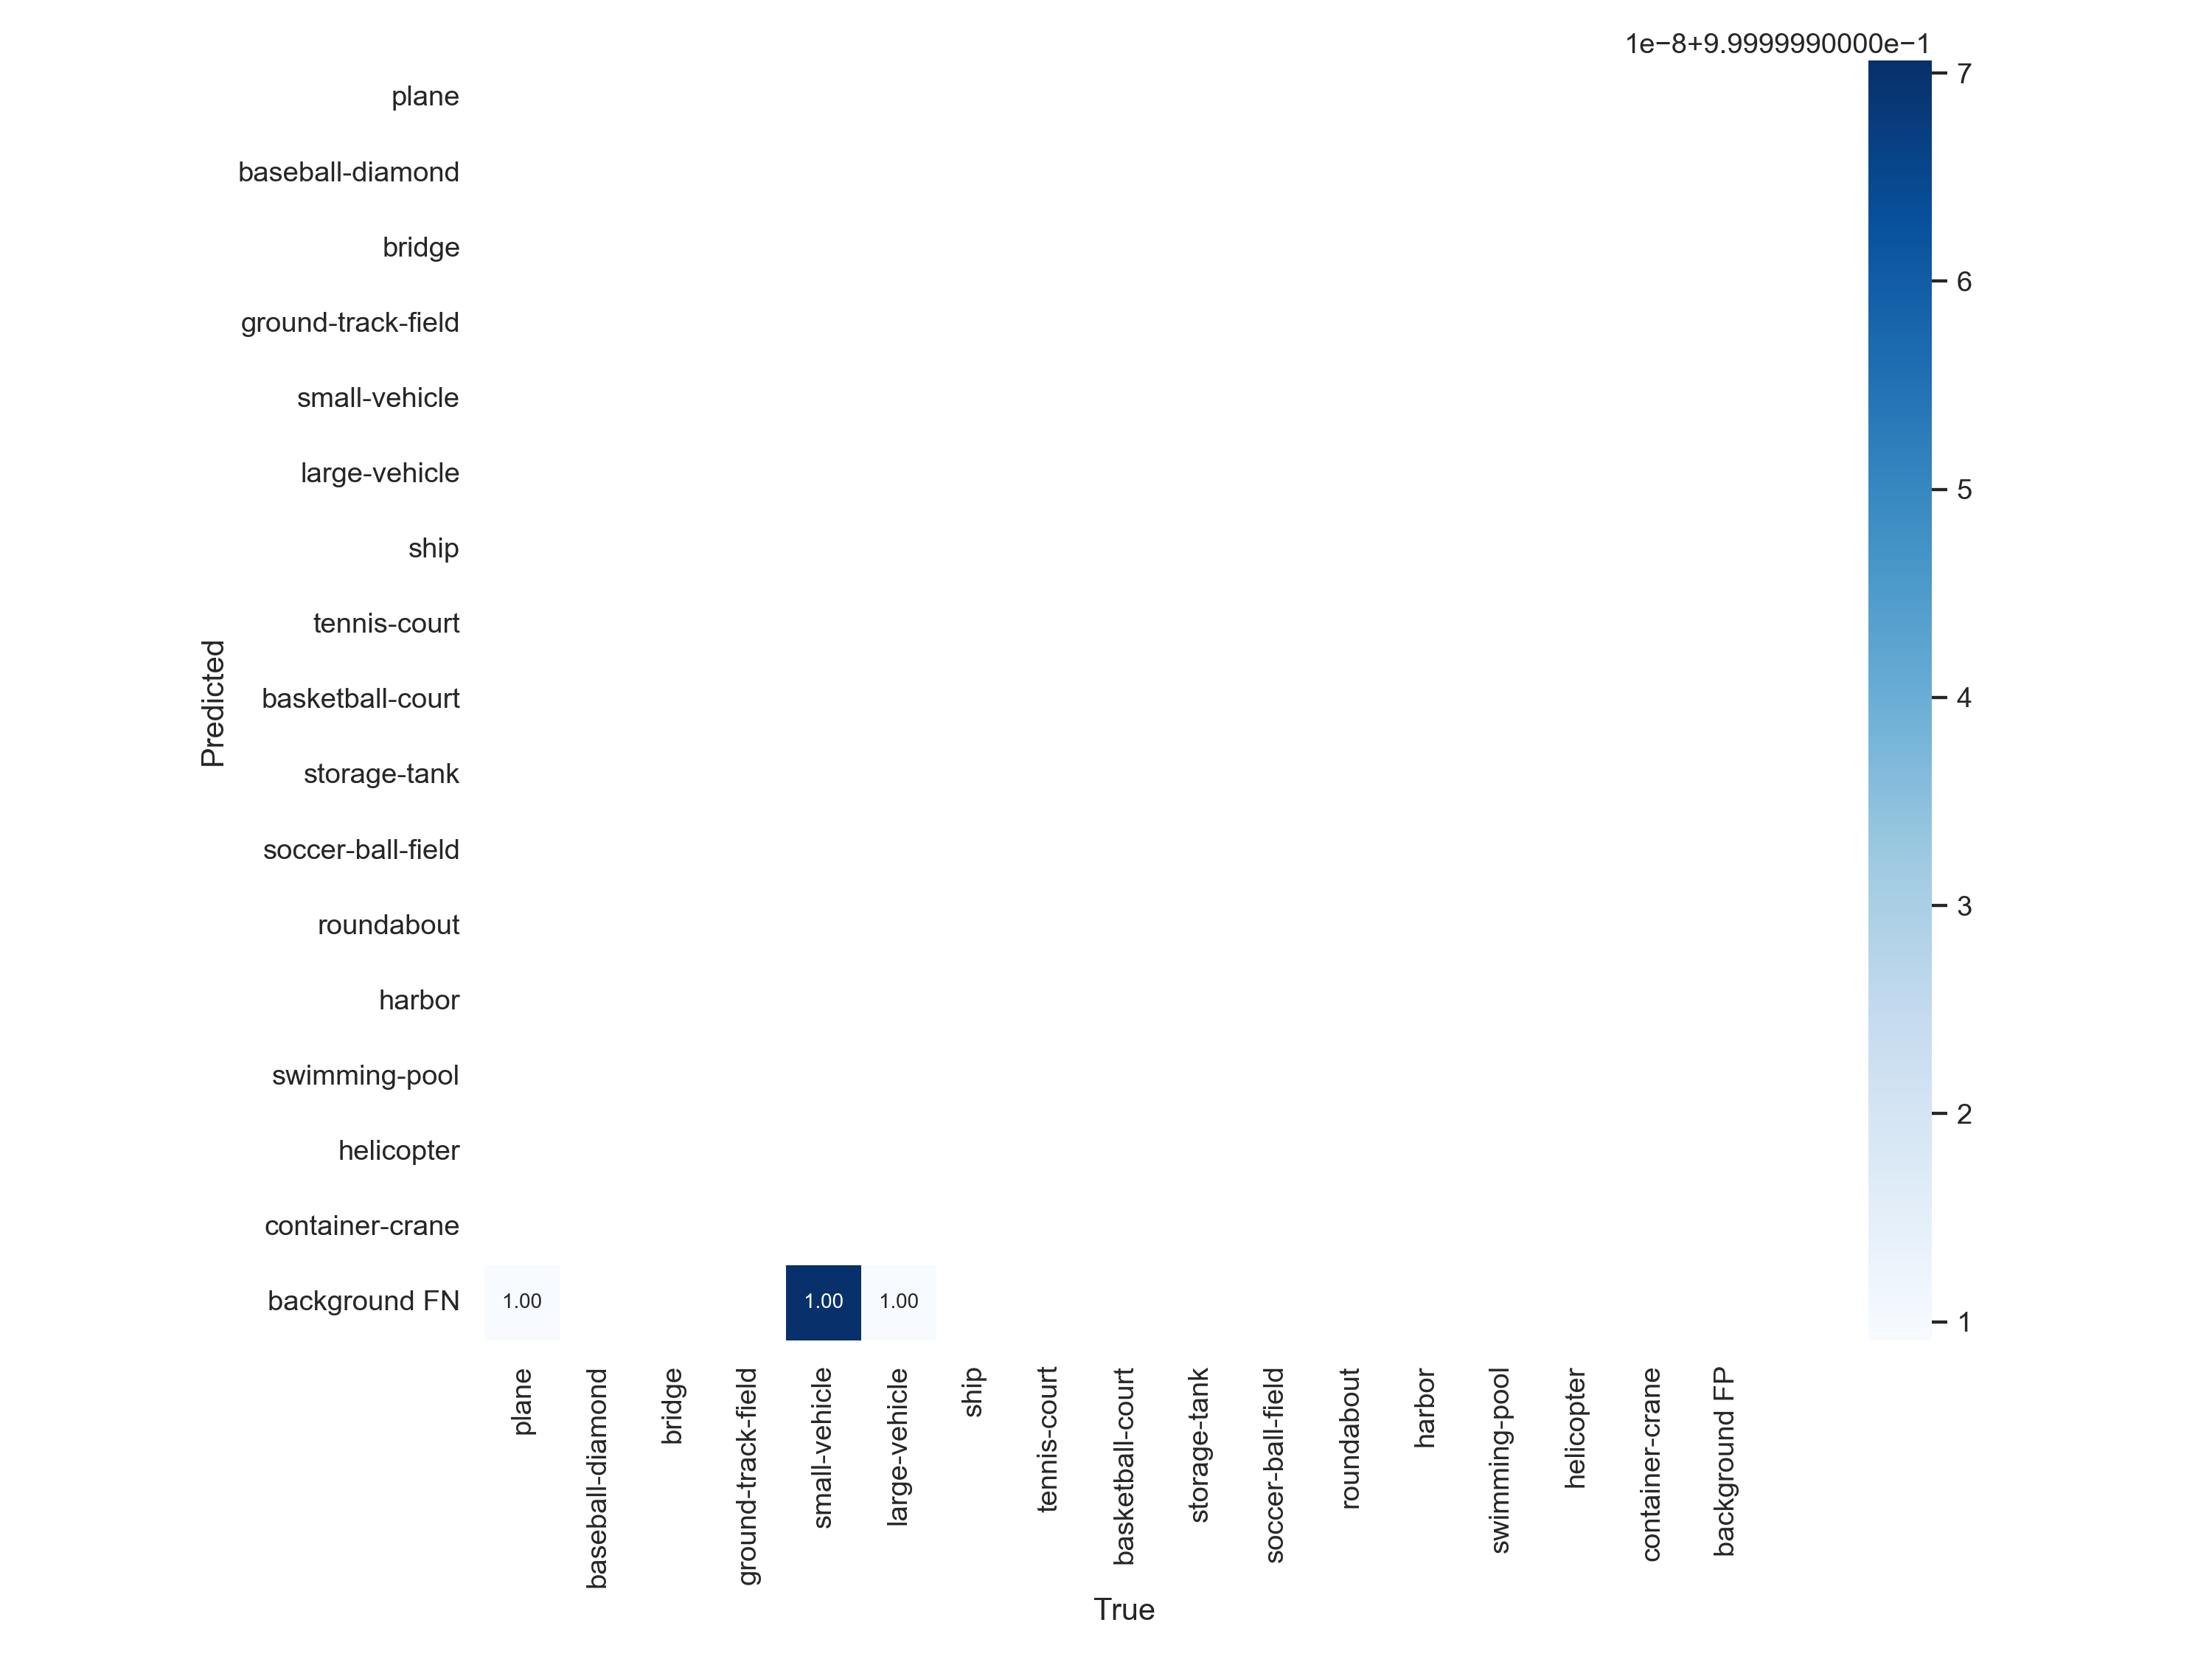 1e−8+9.9999990000e−1
7
6
5
4
3
2
1
Predicted
plane
baseball-diamond
bridge
ground-track-field
small-vehicle
large-vehicle
ship
tennis-court
basketball-court
storage-tank
soccer-ball-field
roundabout
harbor
swimming-pool
helicopter
container-crane
background FN
1.00 1.00 1.00
plane
baseball-diamond
bridge
ground-track-field
small-vehicle
large-vehicle
ship
tennis-court
basketball-court
storage-tank
soccer-ball-field
roundabout
harbor
swimming-pool
helicopter
container-crane
background FP
True